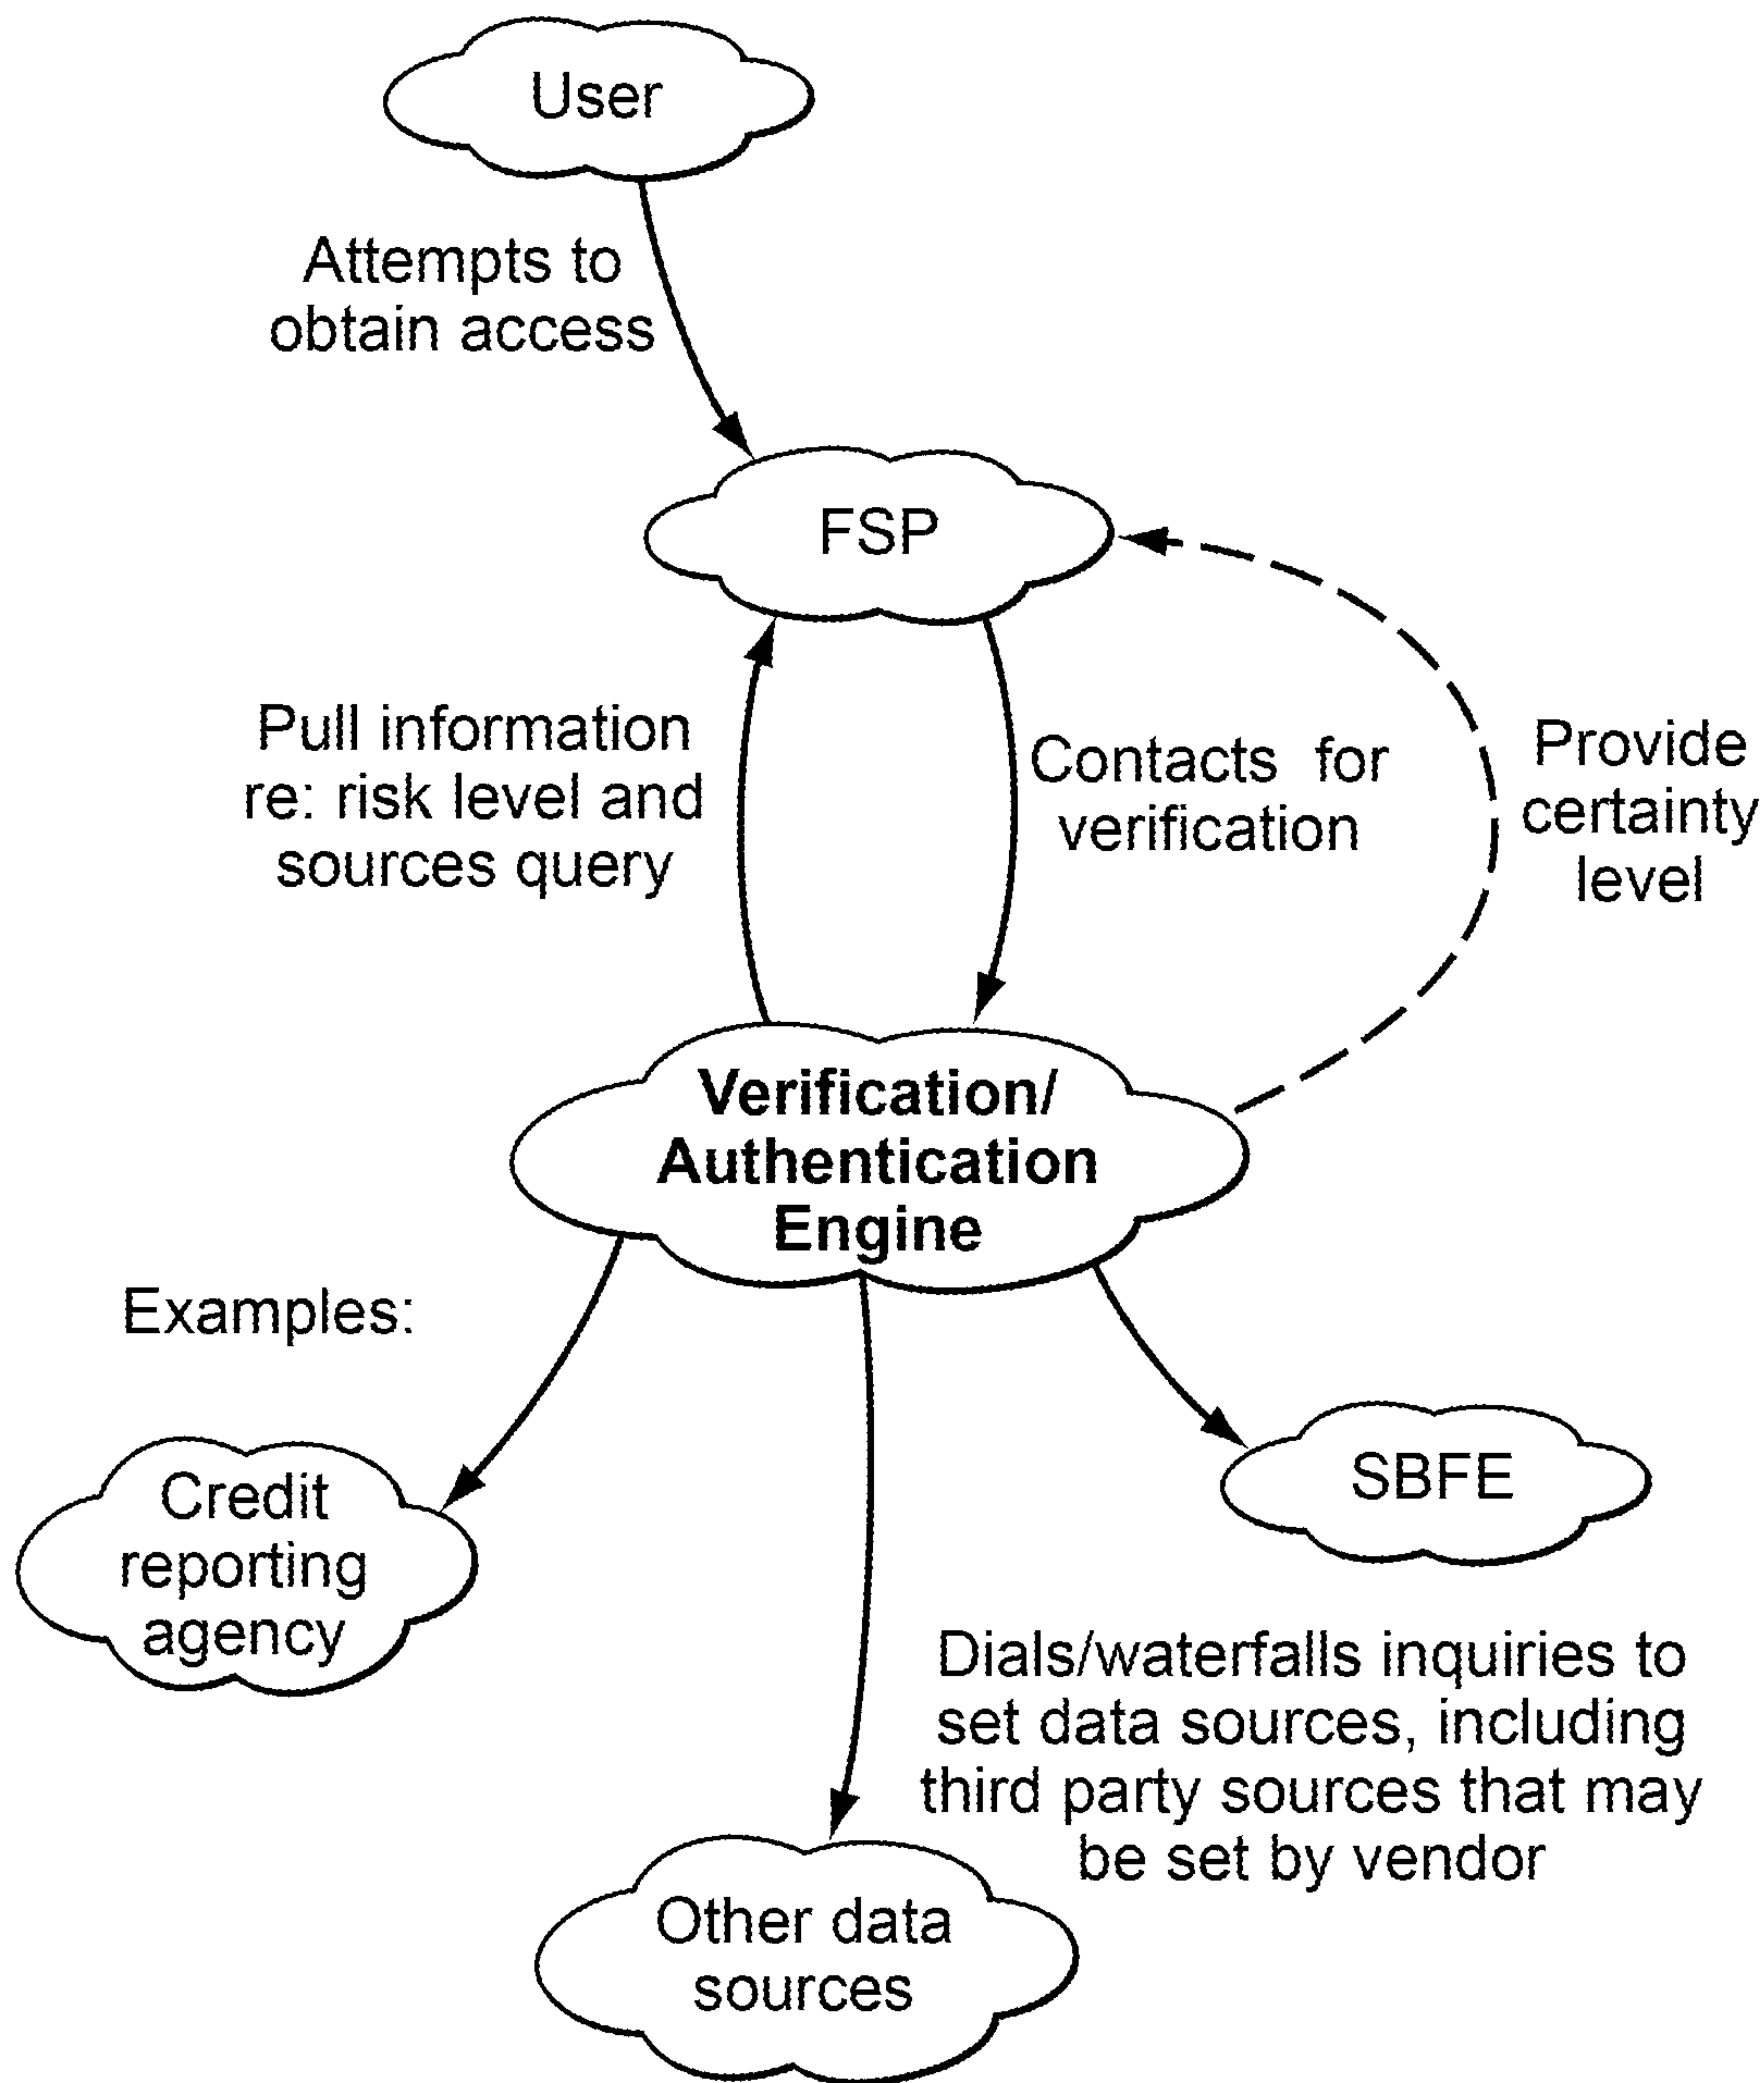 User
Attempts to
obtain access
FSP
Pull information
re: risk level and
sources query
Contacts for
verification
Provide
certainty
level
Verification/
Authentication
Engine
Examples:
Credit
reporting
agency
SBFE
Dials/waterfalls inquiries to
set data sources, including
third party sources that may
be set by vendor
Other data
sources